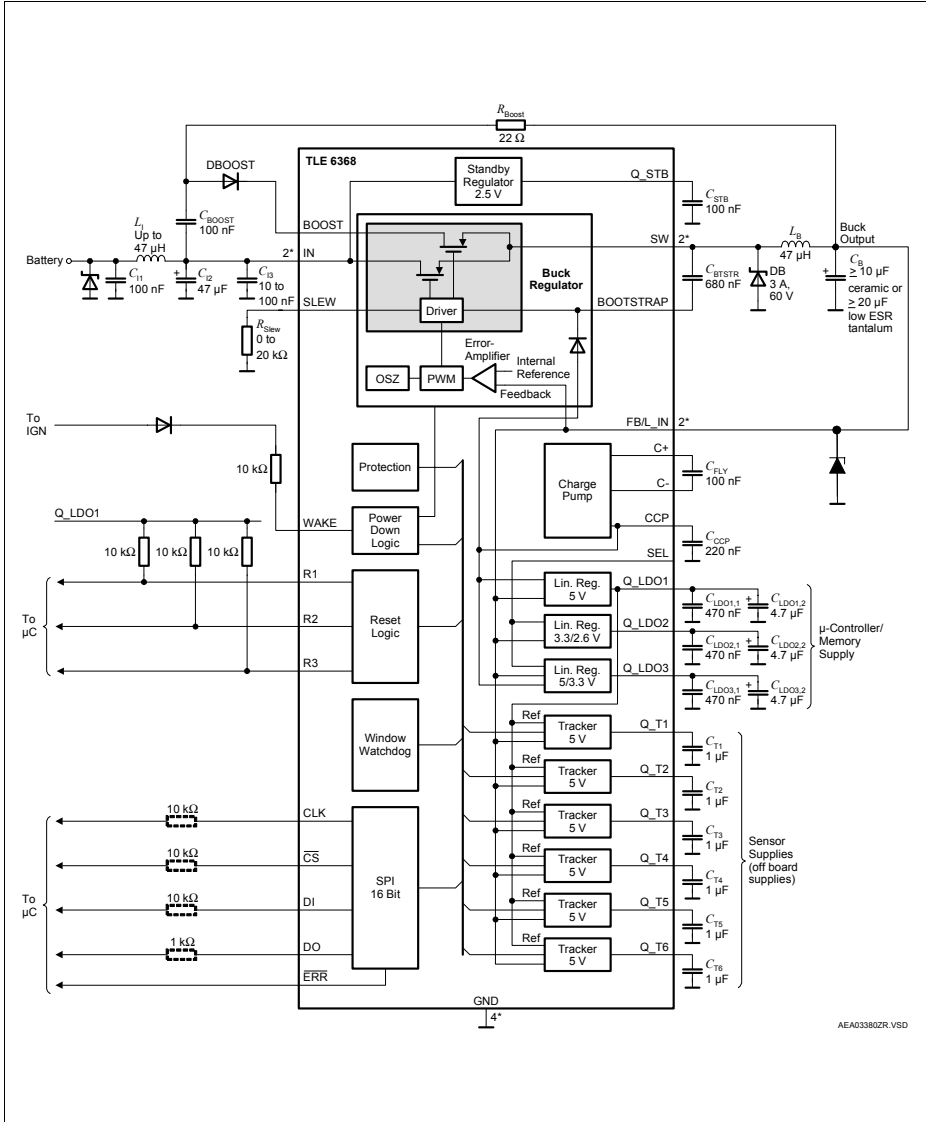 R_Boost
22 Ω
TLE 6368
DBOOST
Standby
Regulator
2.5 V
Q_STB
C_STB
100 nF
C_BOOST
100 nF
BOOST
L_I
Up to
47 µH
2* IN
SW 2*
L_B
47 µH
Buck
Output
Battery
C_I1
100 nF
+
C_I2
47 µF
C_I3
10 to
100 nF
Buck
Regulator
C_BTSTR
680 nF
DB
3 A,
60 V
+
C_B
≥ 10 µF
ceramic or
≥ 20 µF
low ESR
tantalum
SLEW
Driver
BOOTSTRAP
R_Slew
0 to
20 kΩ
Error-
Amplifier
Internal
Reference
OSZ
PWM
Feedback
To
IGN
FB/L_IN 2*
10 kΩ
Protection
Charge
Pump
C+
C-
C_FLY
100 nF
Q_LDO1
WAKE
Power
Down
Logic
CCP
C_CCP
220 nF
10 kΩ 10 kΩ 10 kΩ
SEL
To
µC
R1
R2
R3
Reset
Logic
Lin. Reg.
5 V
Q_LDO1
C_LDO1,1
470 nF
+
C_LDO1,2
4.7 µF
Lin. Reg.
3.3/2.6 V
Q_LDO2
C_LDO2,1
470 nF
+
C_LDO2,2
4.7 µF
Lin. Reg.
5/3.3 V
Q_LDO3
C_LDO3,1
470 nF
+
C_LDO3,2
4.7 µF
µ-Controller/
Memory
Supply
Window
Watchdog
Ref
Tracker
5 V
Q_T1
C_T1
1 µF
Ref
Tracker
5 V
Q_T2
C_T2
1 µF
Ref
Tracker
5 V
Q_T3
C_T3
1 µF
Ref
Tracker
5 V
Q_T4
C_T4
1 µF
Ref
Tracker
5 V
Q_T5
C_T5
1 µF
Ref
Tracker
5 V
Q_T6
C_T6
1 µF
Sensor
Supplies
(off board
supplies)
To
µC
10 kΩ
CLK
10 kΩ
C̅S̅
10 kΩ
DI
1 kΩ
DO
E̅R̅R̅
SPI
16 Bit
GND
4*
AEA03380ZR.VSD